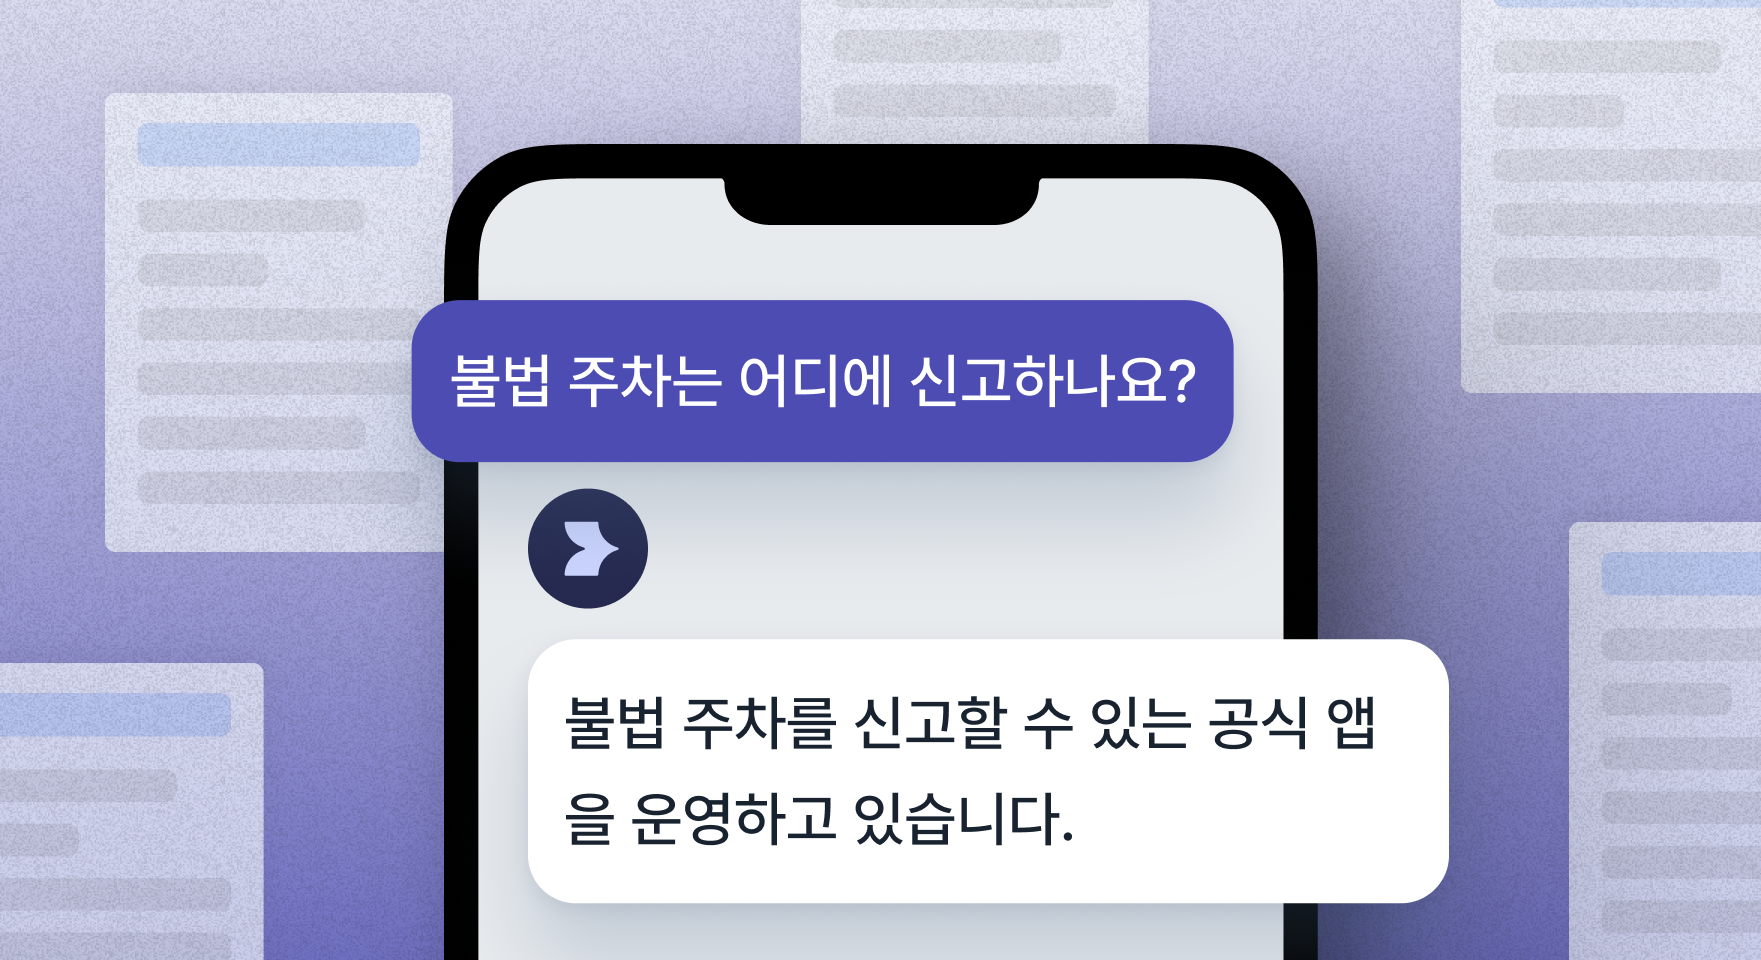 불법 주차는 어디에 신고하나요?
불법 주차를 신고할 수 있는 공식 앱
을 운영하고 있습니다.